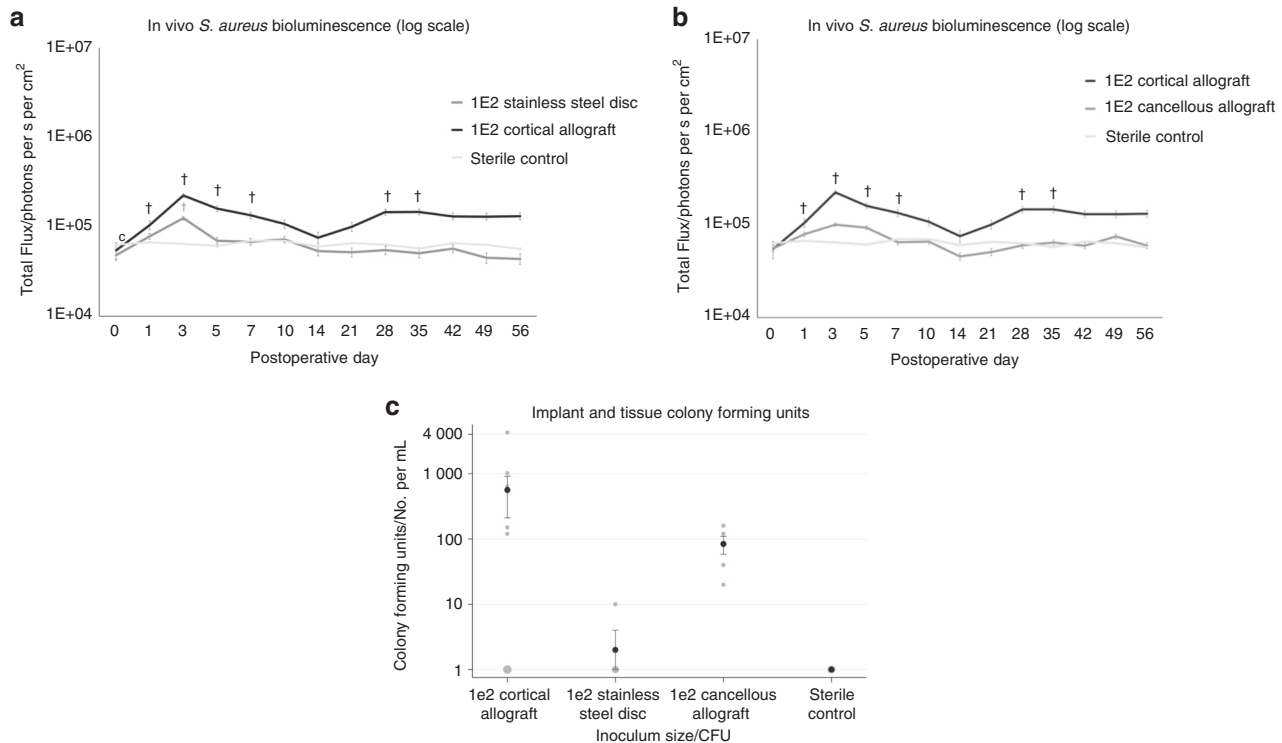 a
In vivo S. aureus bioluminescence (log scale)
1E+07
1E+06
1E+05
1E+04
Total Flux/photons per s per cm²
1E2 stainless steel disc
1E2 cortical allograft
Sterile control
† † † † † † †
c
0 1 3 5 7 10 14 21 28 35 42 49 56
Postoperative day
b
In vivo S. aureus bioluminescence (log scale)
1E+07
1E+06
1E+05
1E+04
Total Flux/photons per s per cm²
1E2 cortical allograft
1E2 cancellous allograft
Sterile control
† † † † † †
0 1 3 5 7 10 14 21 28 35 42 49 56
Postoperative day
c
Implant and tissue colony forming units
4 000
1 000
100
10
1
Colony forming units/No. per mL
1e2 cortical
allograft
1e2 stainless
steel disc
1e2 cancellous
allograft
Sterile
control
Inoculum size/CFU